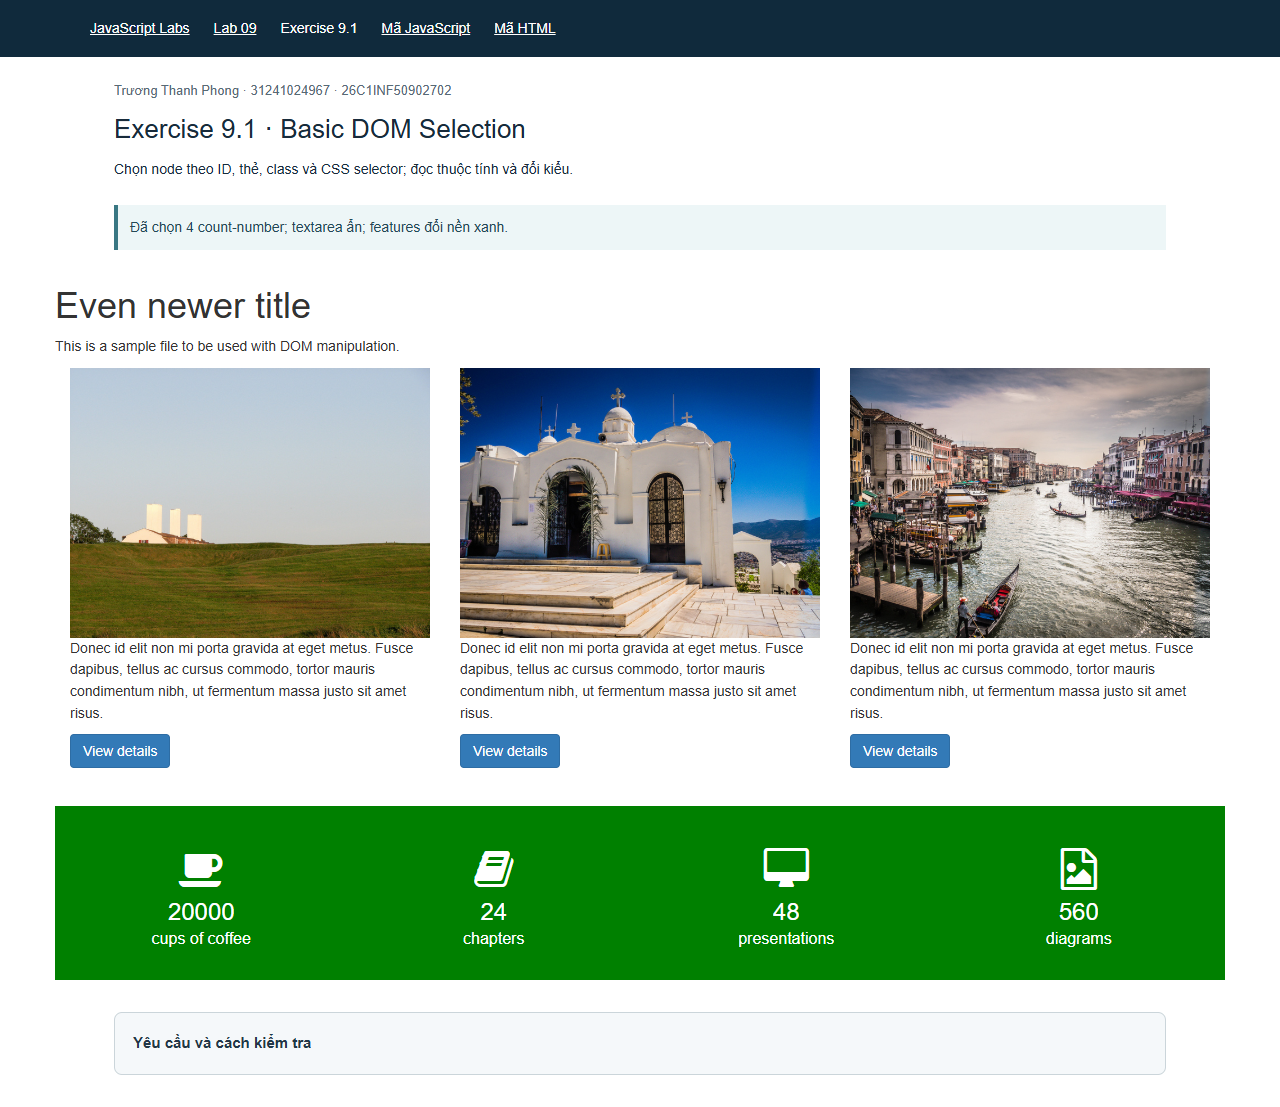 JavaScript Labs Lab 09 Exercise 9.1 Mã JavaScript Mã HTML
Trương Thanh Phong · 31241024967 · 26C1INF50902702
Exercise 9.1 · Basic DOM Selection
Chọn node theo ID, thẻ, class và CSS selector; đọc thuộc tính và đổi kiểu.
Đã chọn 4 count-number; textarea ẩn; features đổi nền xanh.
Even newer title
This is a sample file to be used with DOM manipulation.
Donec id elit non mi porta gravida at eget metus. Fusce
dapibus, tellus ac cursus commodo, tortor mauris
condimentum nibh, ut fermentum massa justo sit amet
risus.
View details
Donec id elit non mi porta gravida at eget metus. Fusce
dapibus, tellus ac cursus commodo, tortor mauris
condimentum nibh, ut fermentum massa justo sit amet
risus.
View details
Donec id elit non mi porta gravida at eget metus. Fusce
dapibus, tellus ac cursus commodo, tortor mauris
condimentum nibh, ut fermentum massa justo sit amet
risus.
View details
20000
cups of coffee
24
chapters
48
presentations
560
diagrams
Yêu cầu và cách kiểm tra